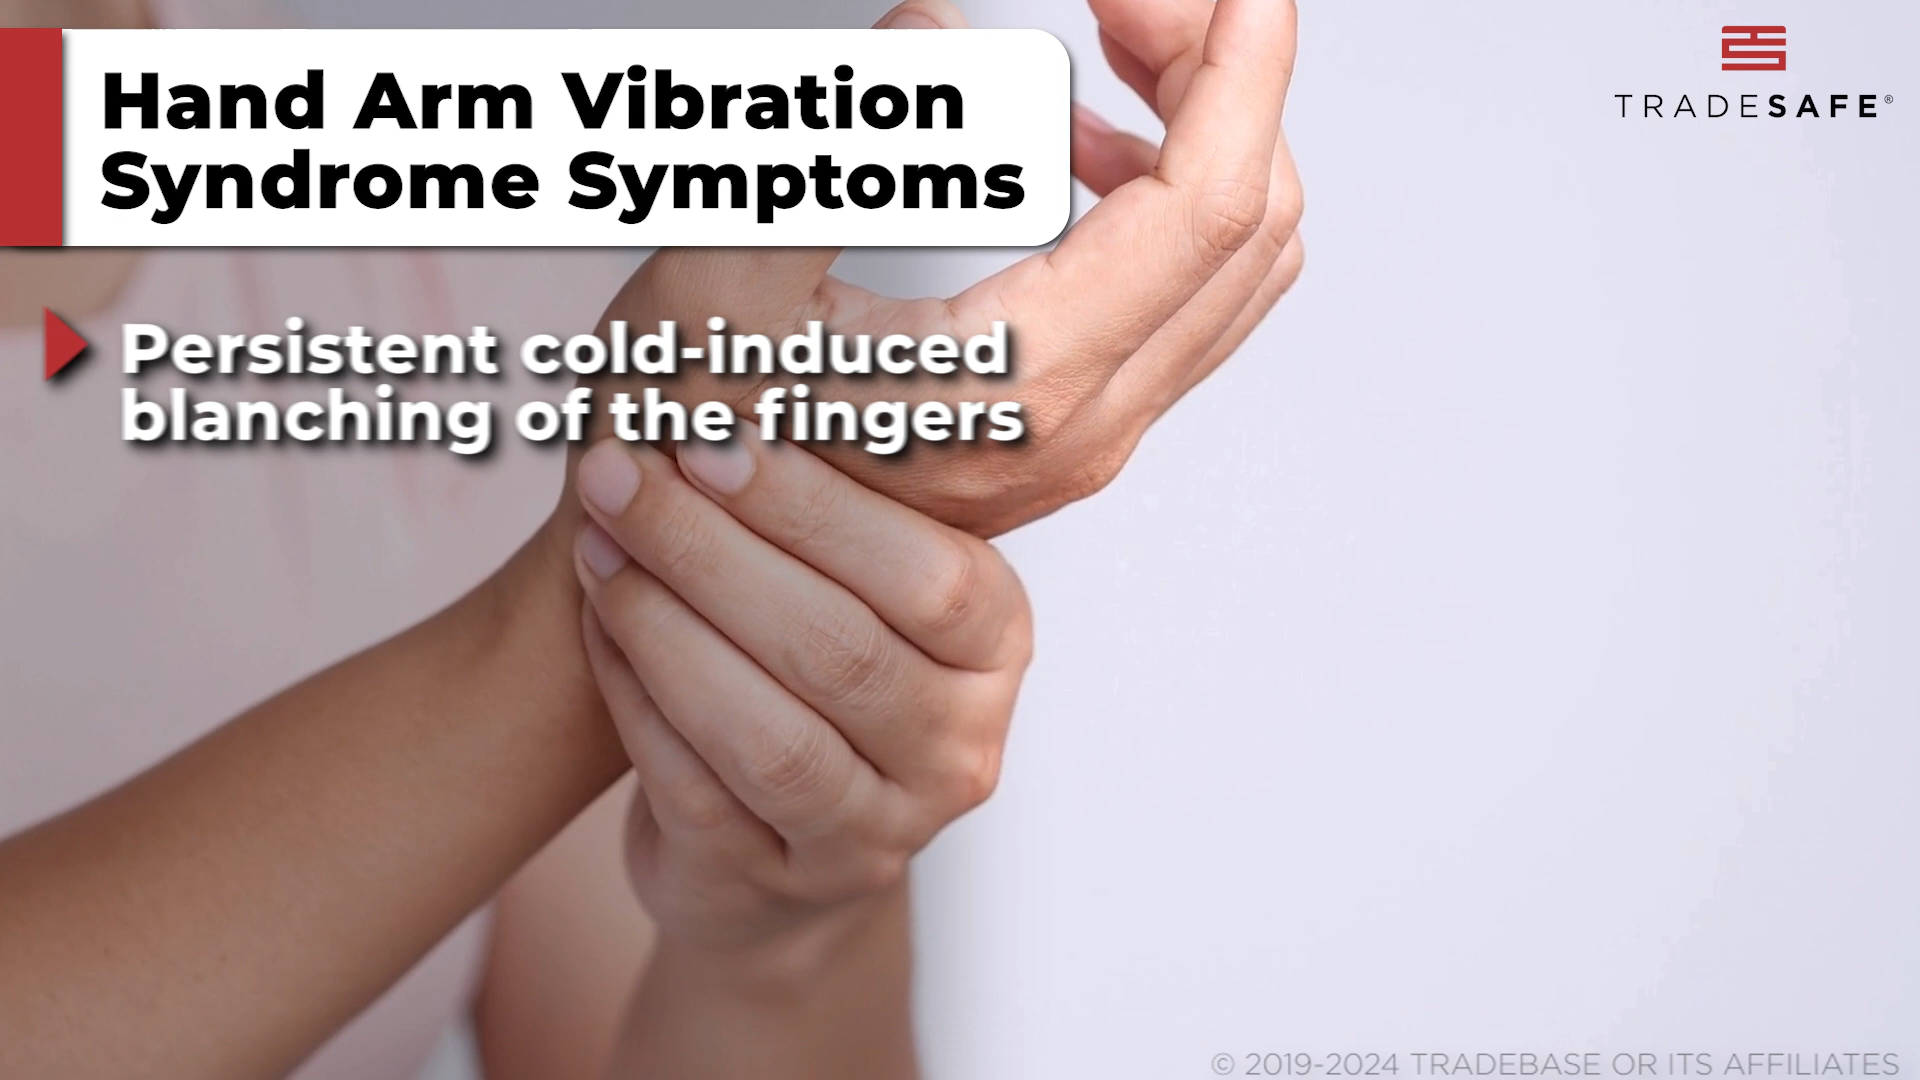 Hand Arm Vibration
Syndrome Symptoms
TRADESAFE®
Persistent cold-induced
blanching of the fingers
© 2019-2024 TRADEBASE OR ITS AFFILIATES